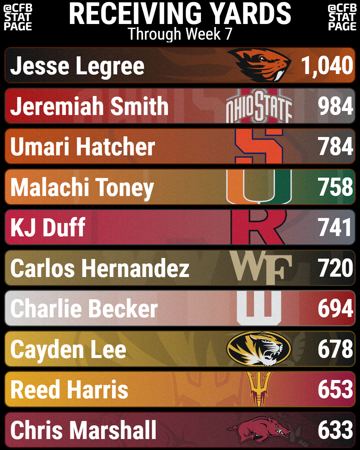 @CFB
STAT
PAGE
RECEIVING YARDS
Through Week 7
@CFB
STAT
PAGE
Jesse Legree 1,040
Jeremiah Smith OHIO STATE 984
Umari Hatcher S 784
Malachi Toney U 758
KJ Duff R 741
Carlos Hernandez WF 720
Charlie Becker 694
Cayden Lee 678
Reed Harris 653
Chris Marshall 633